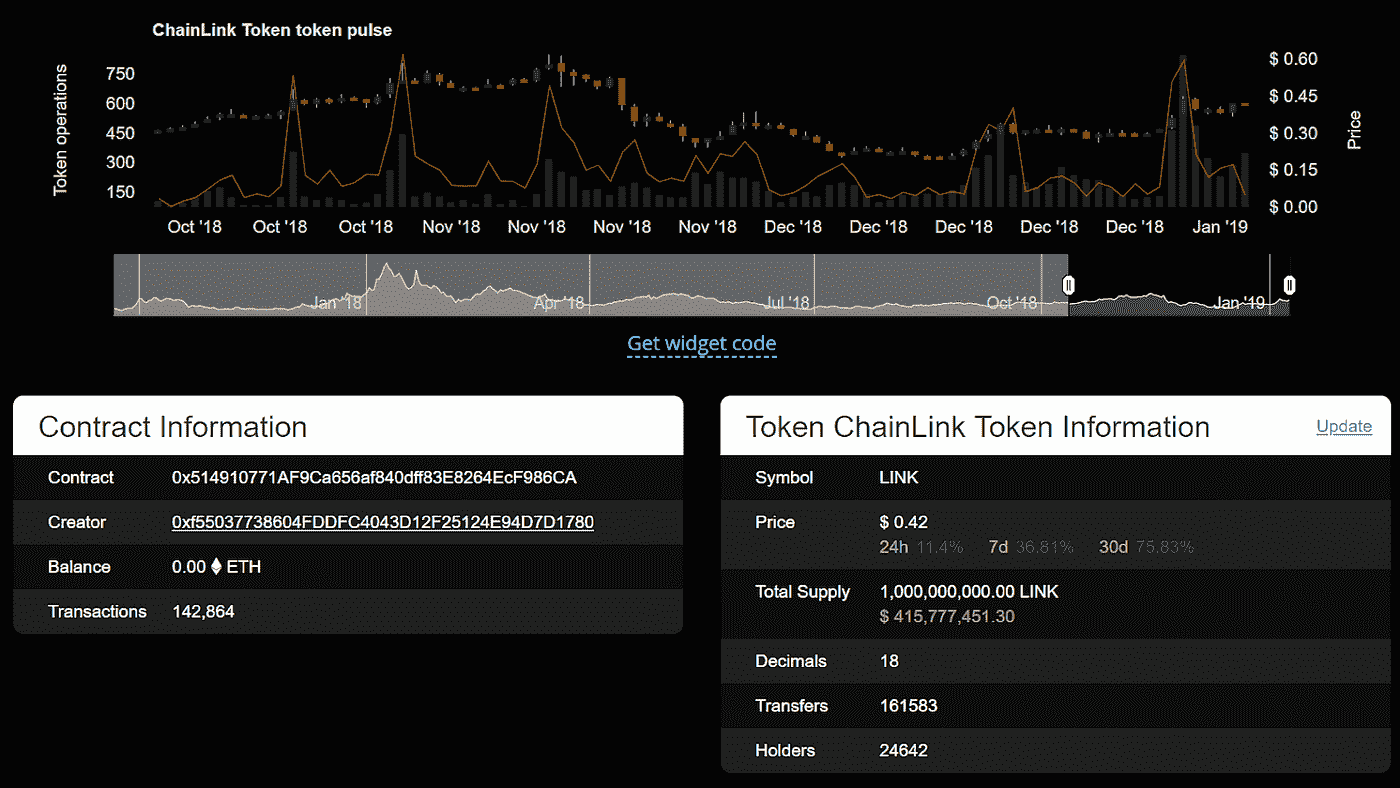 ChainLink Token token pulse
Token operations
750
600
450
300
150
$ 0.60
$ 0.45
$ 0.30
$ 0.15
$ 0.00
Price
Oct '18 Oct '18 Oct '18 Nov '18 Nov '18 Nov '18 Nov '18 Dec '18 Dec '18 Dec '18 Dec '18 Dec '18 Jan '19
Jan '18 Apr '18 Jul '18 Oct '18 Jan '19
Get widget code
Contract Information
Contract 0x514910771AF9Ca656af840dff83E8264EcF986CA
Creator 0xf55037738604FDDFC4043D12F25124E94D7D1780
Balance 0.00 ETH
Transactions 142,864
Token ChainLink Token Information Update
Symbol LINK
Price $ 0.42
24h 11.4% 7d 36.81% 30d 75.83%
Total Supply 1,000,000,000.00 LINK
$ 415,777,451.30
Decimals 18
Transfers 161583
Holders 24642